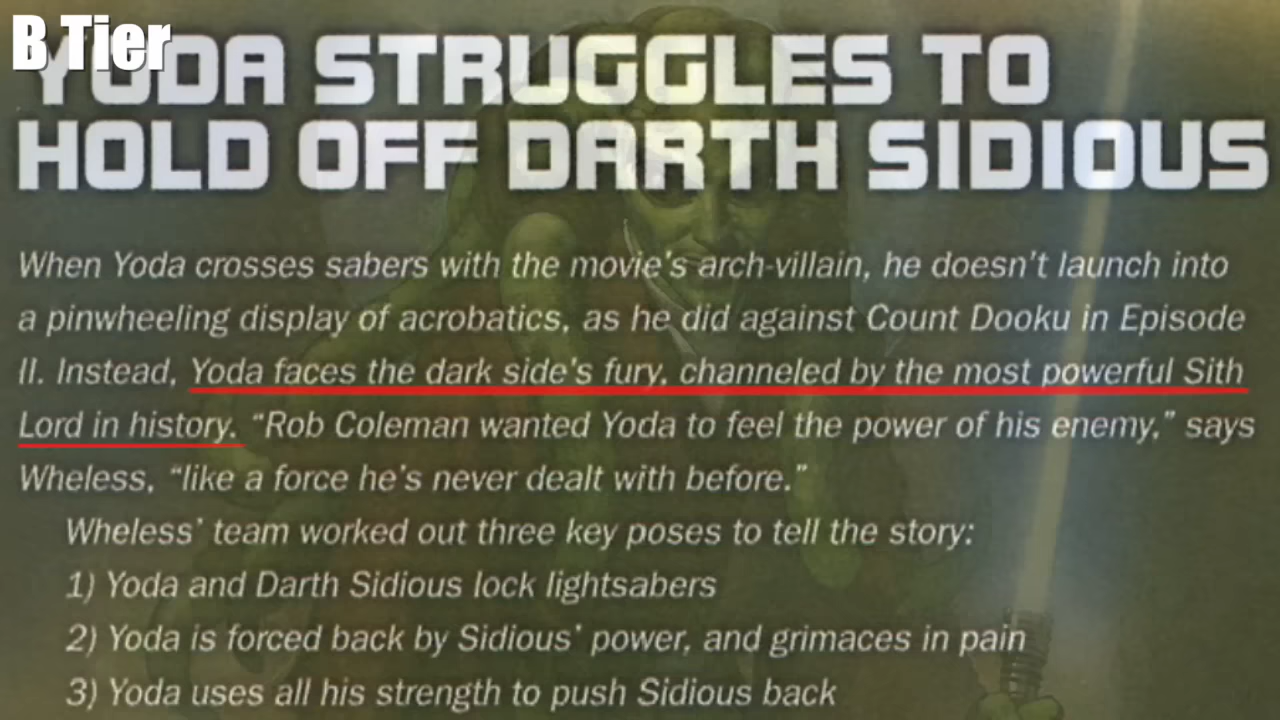 B Tier
YODA STRUGGLES TO
HOLD OFF DARTH SIDIOUS
When Yoda crosses sabers with the movie's arch-villain, he doesn't launch into
a pinwheeling display of acrobatics, as he did against Count Dooku in Episode
II. Instead, Yoda faces the dark side's fury, channeled by the most powerful Sith
Lord in history. “Rob Coleman wanted Yoda to feel the power of his enemy,” says
Wheless, “like a force he's never dealt with before.”
Wheless' team worked out three key poses to tell the story:
1) Yoda and Darth Sidious lock lightsabers
2) Yoda is forced back by Sidious' power, and grimaces in pain
3) Yoda uses all his strength to push Sidious back